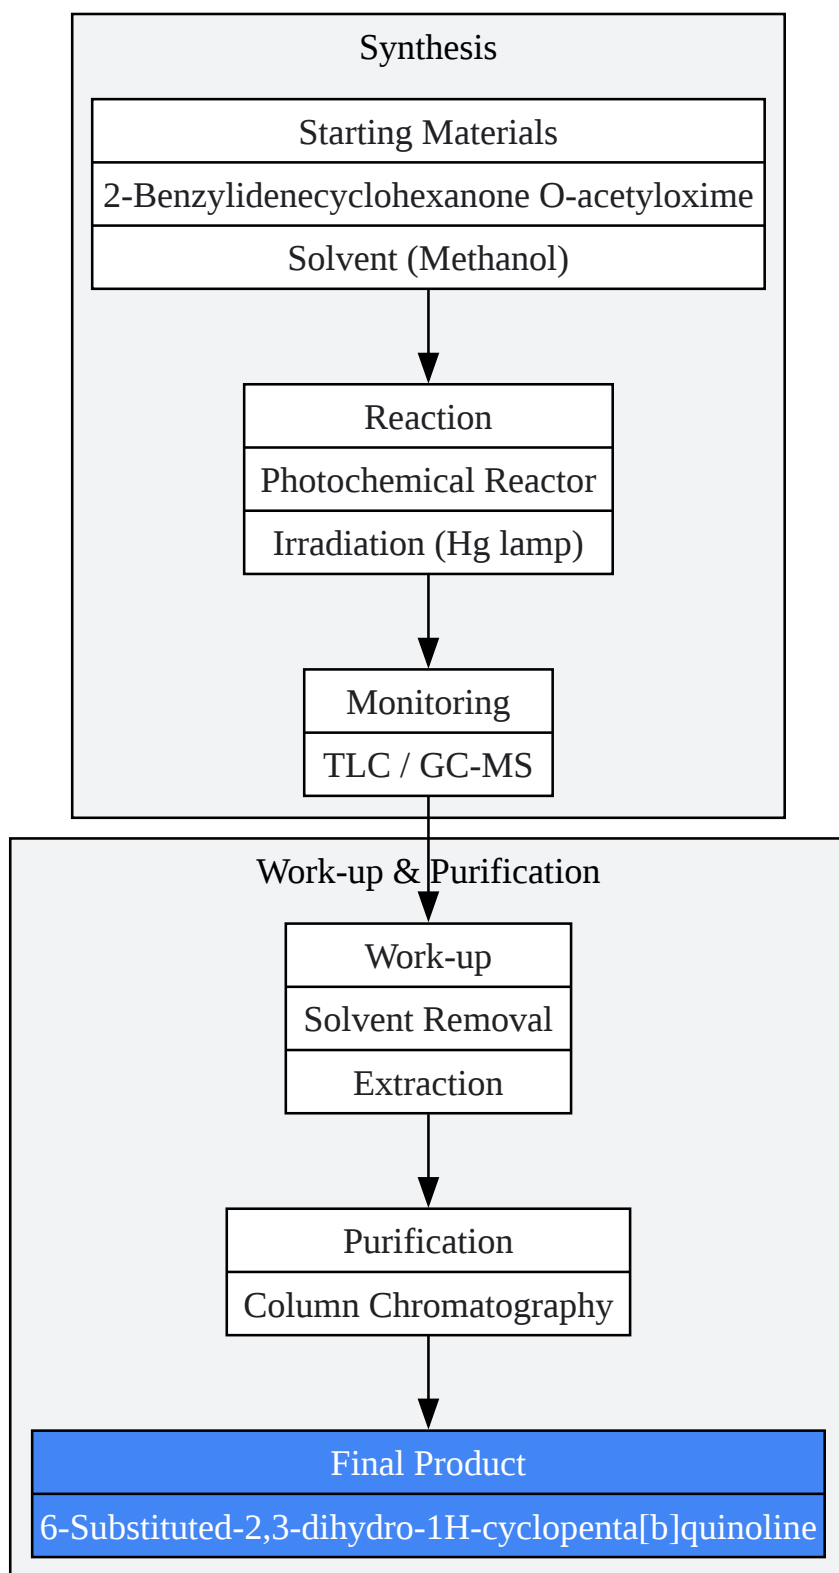 Synthesis
Starting Materials
2-Benzylidenecyclohexanone O-acetyloxime
Solvent (Methanol)
Reaction
Photochemical Reactor
Irradiation (Hg lamp)
Monitoring
TLC / GC-MS
Work-up & Purification
Work-up
Solvent Removal
Extraction
Purification
Column Chromatography
Final Product
6-Substituted-2,3-dihydro-1H-cyclopenta[b]quinoline